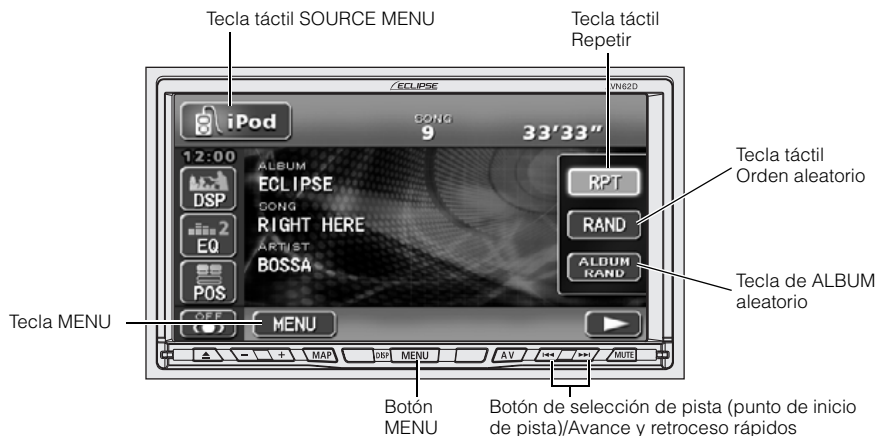 Tecla táctil SOURCE MENU
Tecla táctil
Repetir
ECLIPSE
AVN62D
iPod
SONG
9
33'33"
12:00
ALBUM
ECLIPSE
SONG
RIGHT HERE
ARTIST
BOSSA
DSP
2
EQ
POS
OFF
RPT
RAND
ALBUM
RAND
MENU
Tecla táctil
Orden aleatorio
Tecla de ALBUM
aleatorio
Tecla MENU
− + MAP DISP MENU AV MUTE
Botón
MENU
Botón de selección de pista (punto de inicio
de pista)/Avance y retroceso rápidos